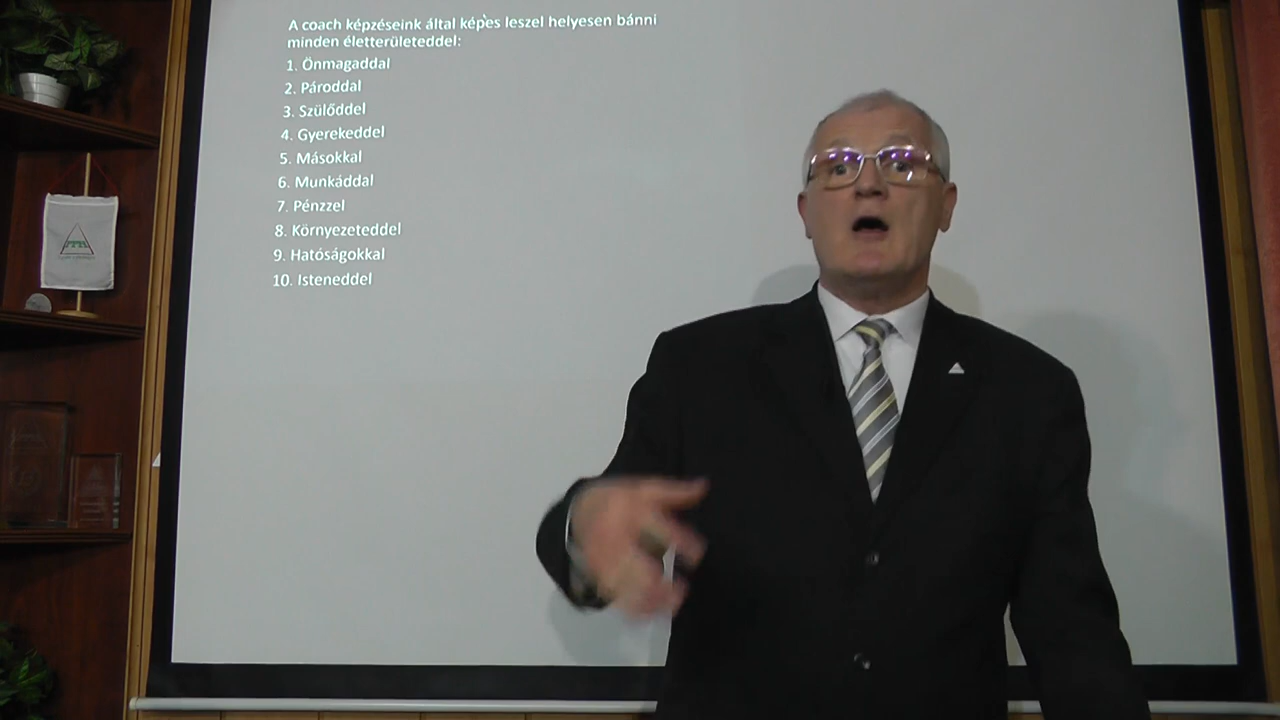 A coach képzéseink által képes leszel helyesen bánni
minden életterületeddel:
1. Önmagaddal
2. Pároddal
3. Szülőddel
4. Gyerekeddel
5. Másokkal
6. Munkáddal
7. Pénzzel
8. Környezeteddel
9. Hatóságokkal
10. Isteneddel